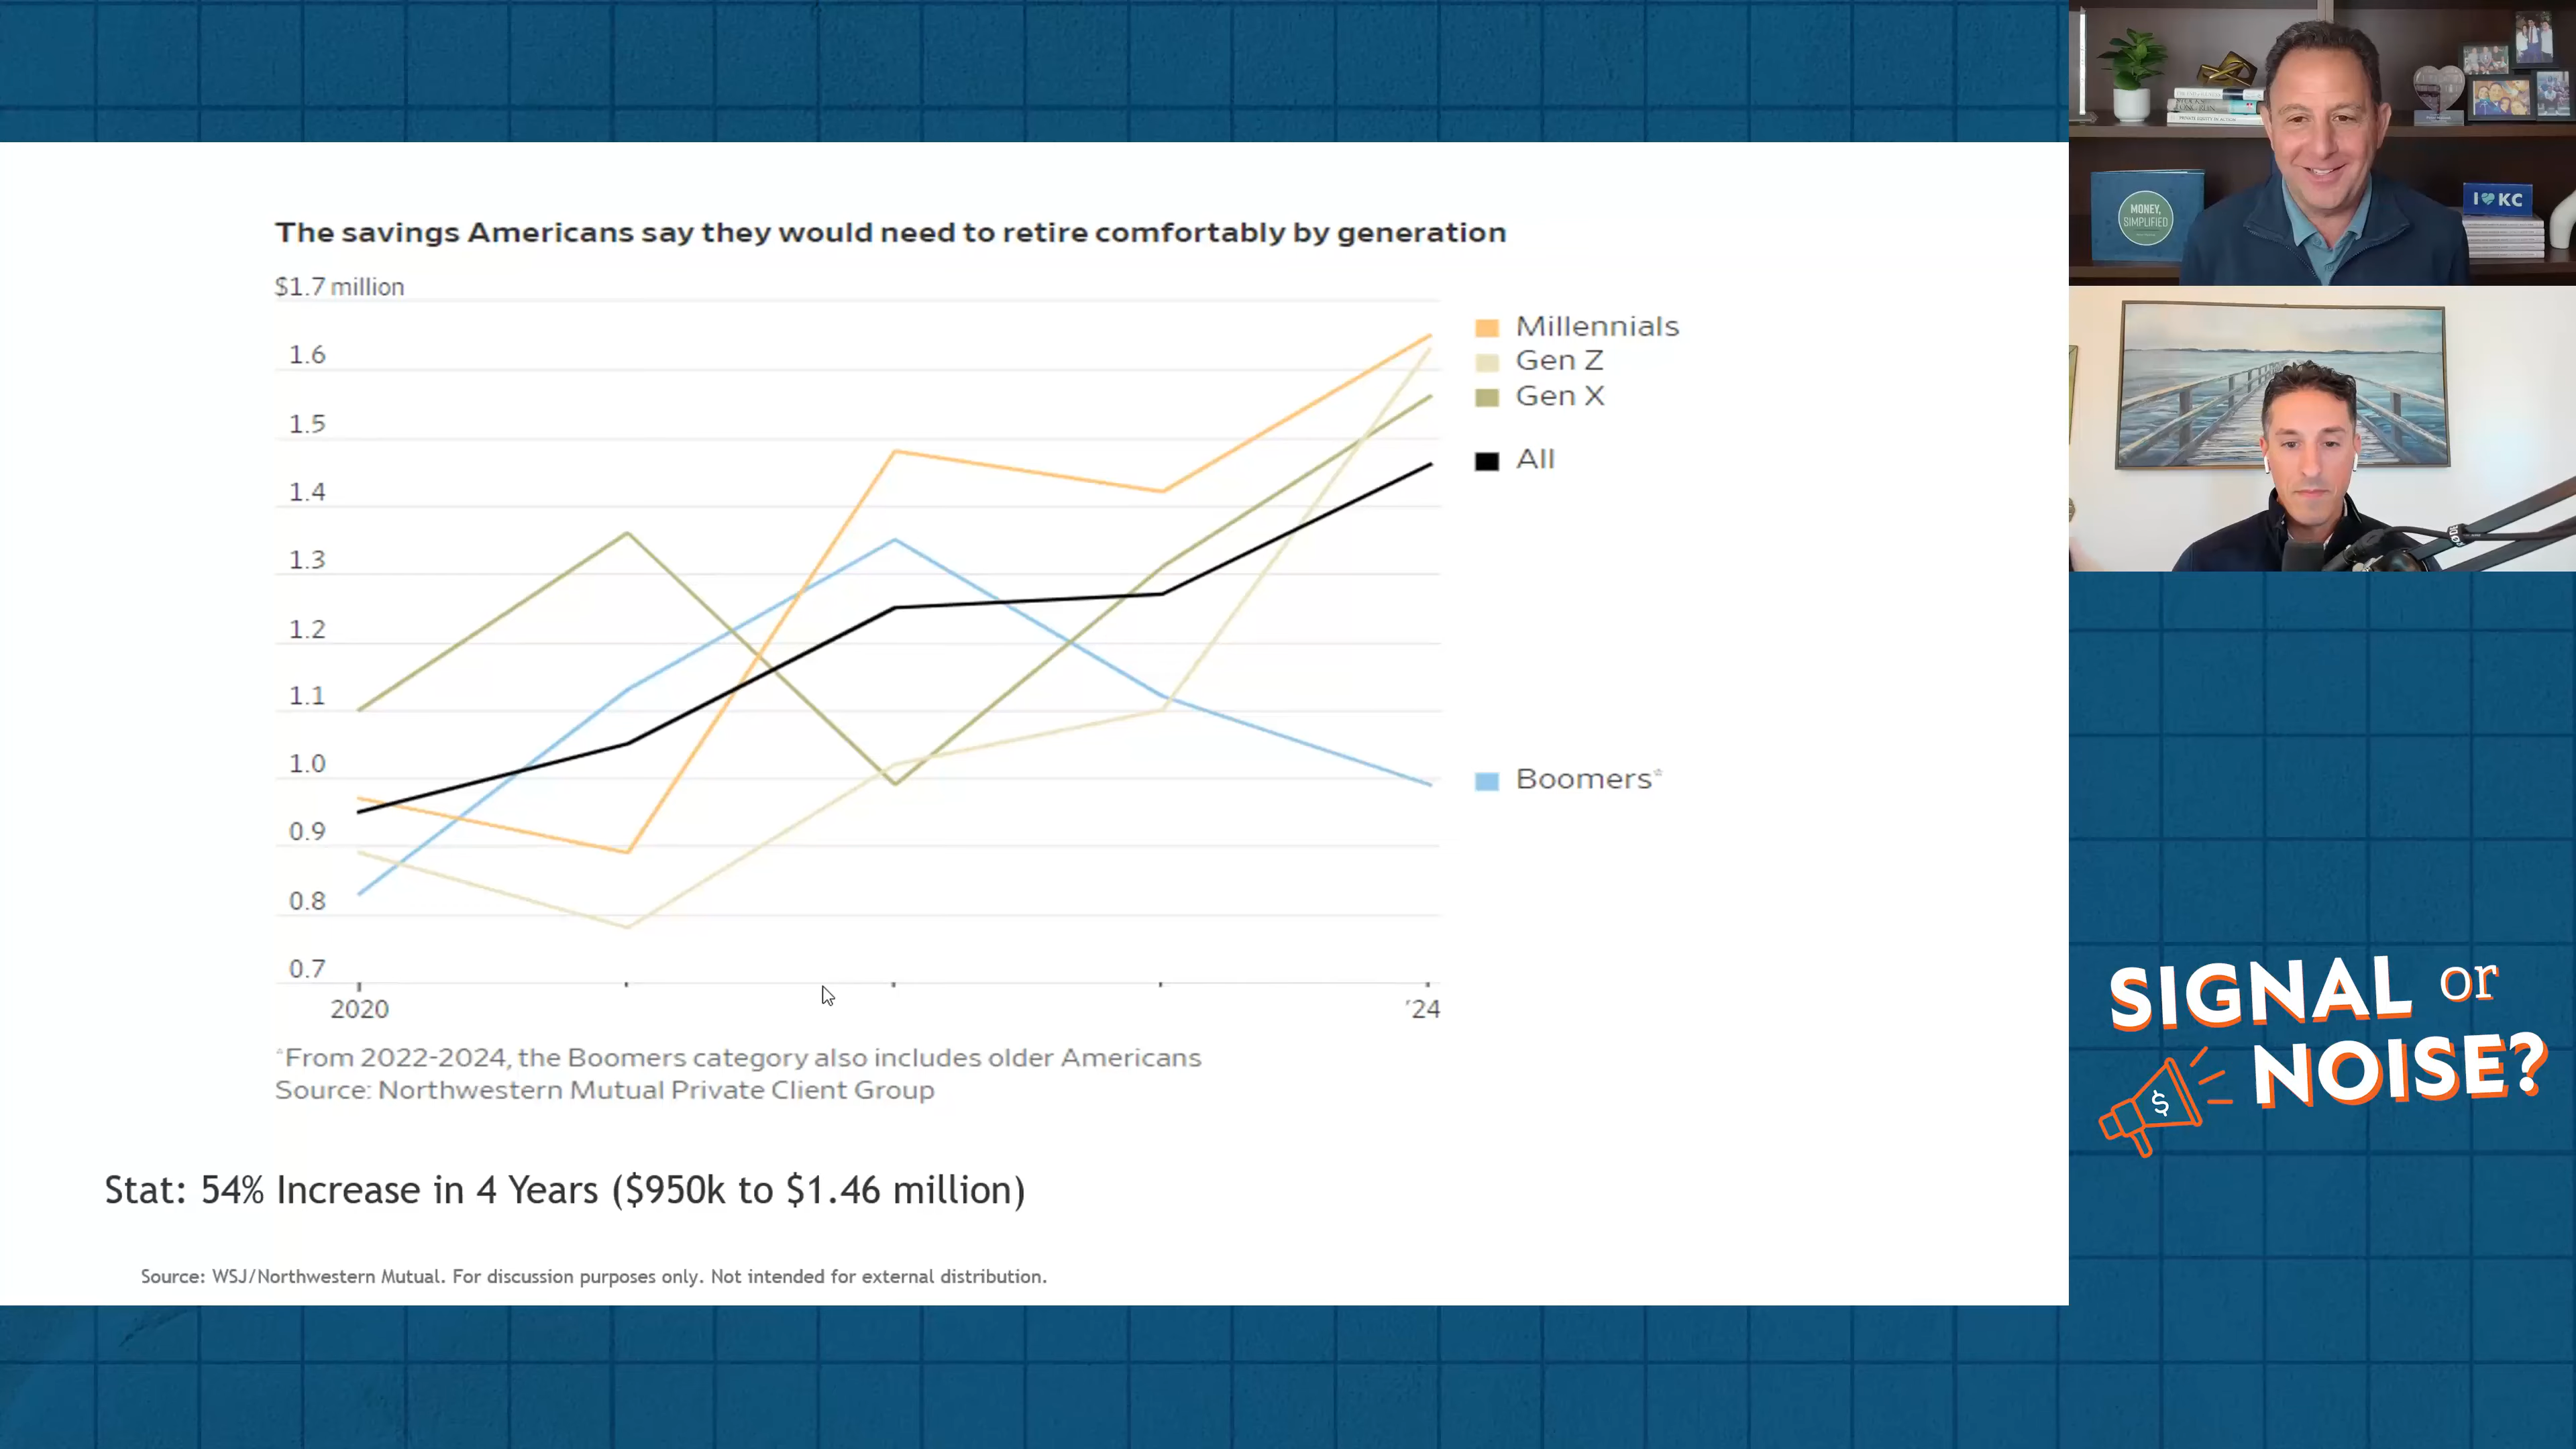 The savings Americans say they would need to retire comfortably by generation
$1.7 million
1.6
1.5
1.4
1.3
1.2
1.1
1.0
0.9
0.8
0.7
2020
'24
Millennials
Gen Z
Gen X
All
Boomers*
*From 2022-2024, the Boomers category also includes older Americans
Source: Northwestern Mutual Private Client Group
Stat: 54% Increase in 4 Years ($950k to $1.46 million)
Source: WSJ/Northwestern Mutual. For discussion purposes only. Not intended for external distribution.
MONEY,
SIMPLIFIED
I 💙 KC
SIGNAL or
NOISE?
$